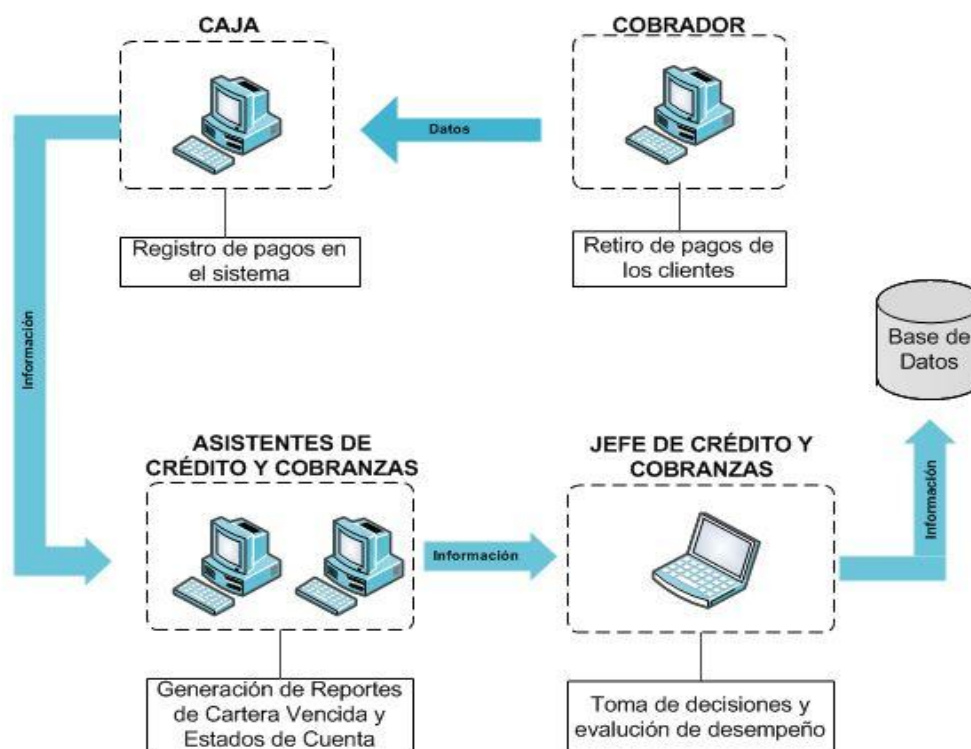 CAJA
COBRADOR
Datos
Registro de pagos en
el sistema
Retiro de pagos de
los clientes
Información
Base de
Datos
ASISTENTES DE
CRÉDITO Y COBRANZAS
JEFE DE CRÉDITO Y
COBRANZAS
Información
Información
Generación de Reportes
de Cartera Vencida y
Estados de Cuenta
Toma de decisiones y
evalución de desempeño